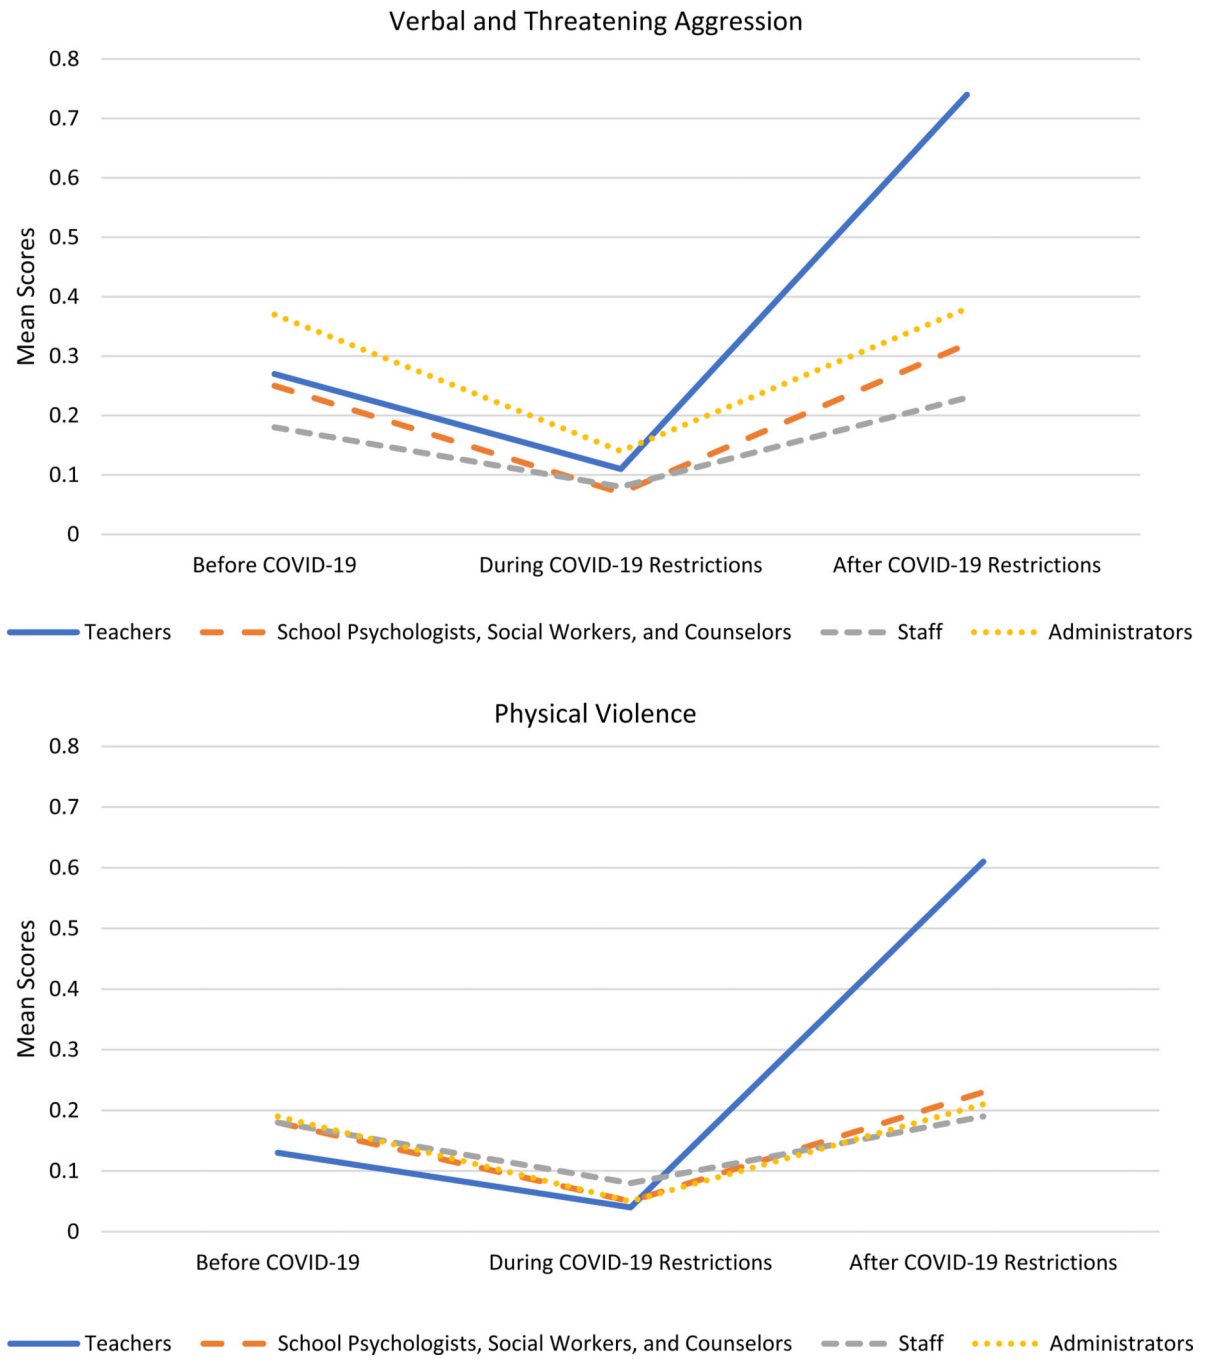 Verbal and Threatening Aggression
0.8
0.7
0.6
0.5
0.4
0.3
0.2
0.1
0
Mean Scores
Before COVID-19 During COVID-19 Restrictions After COVID-19 Restrictions
Teachers School Psychologists, Social Workers, and Counselors Staff Administrators
Physical Violence
0.8
0.7
0.6
0.5
0.4
0.3
0.2
0.1
0
Mean Scores
Before COVID-19 During COVID-19 Restrictions After COVID-19 Restrictions
Teachers School Psychologists, Social Workers, and Counselors Staff Administrators